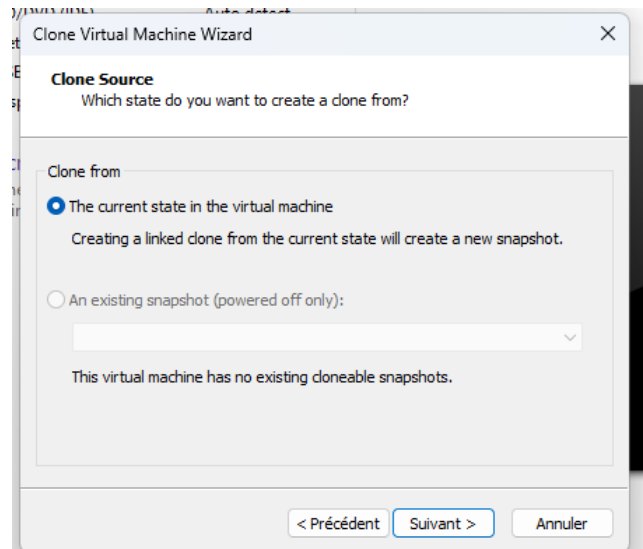 Auto detect
Clone Virtual Machine Wizard
Clone Source
Which state do you want to create a clone from?
Clone from
The current state in the virtual machine
Creating a linked clone from the current state will create a new snapshot.
An existing snapshot (powered off only):
This virtual machine has no existing cloneable snapshots.
< Précédent
Suivant >
Annuler